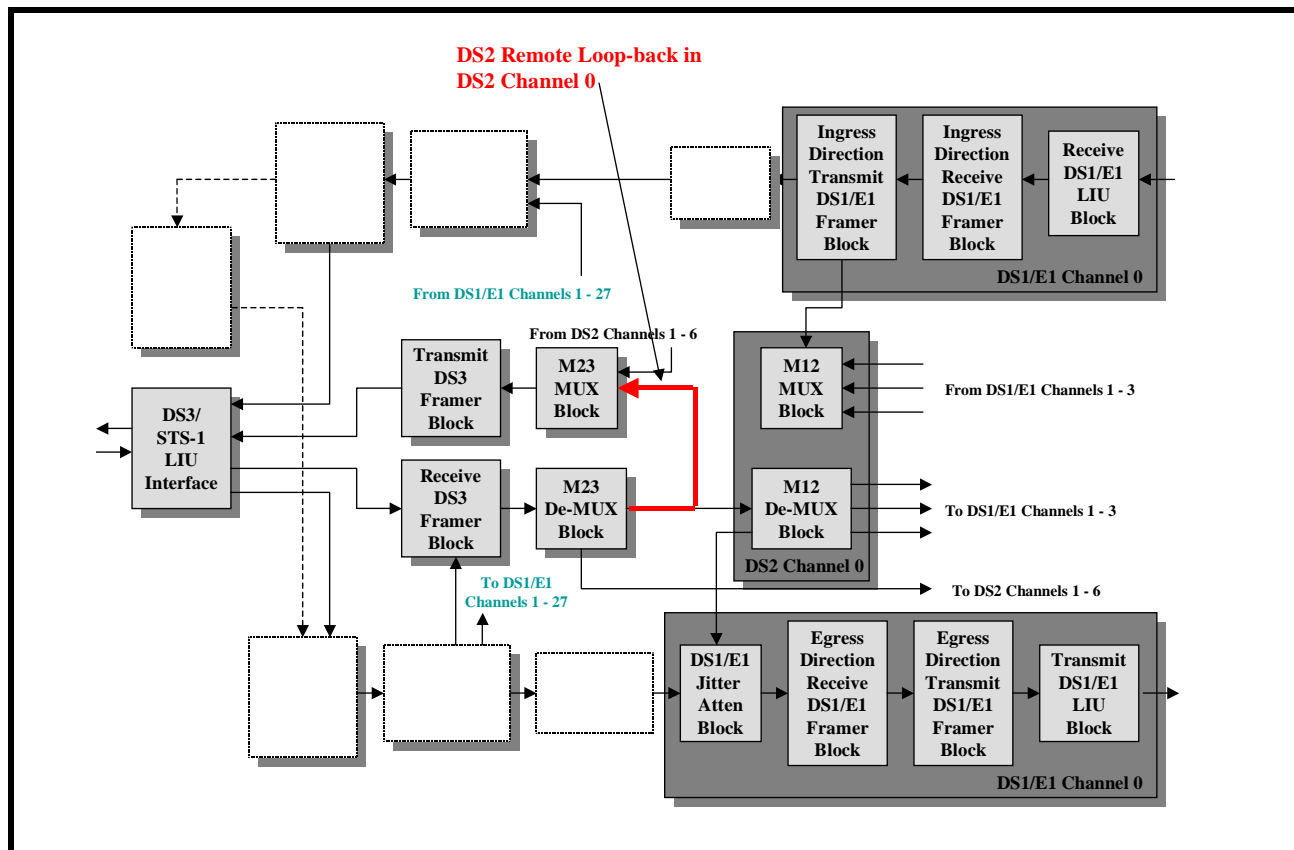 DS2 Remote Loop-back in
DS2 Channel 0
Ingress
Direction
Transmit
DS1/E1
Framer
Block
Ingress
Direction
Receive
DS1/E1
Framer
Block
Receive
DS1/E1
LIU
Block
DS1/E1 Channel 0
From DS1/E1 Channels 1 - 27
From DS2 Channels 1 - 6
Transmit
DS3
Framer
Block
M23
MUX
Block
M12
MUX
Block
From DS1/E1 Channels 1 - 3
DS3/
STS-1
LIU
Interface
Receive
DS3
Framer
Block
M23
De-MUX
Block
M12
De-MUX
Block
To DS1/E1 Channels 1 - 3
DS2 Channel 0
To DS1/E1
Channels 1 - 27
To DS2 Channels 1 - 6
DS1/E1
Jitter
Atten
Block
Egress
Direction
Receive
DS1/E1
Framer
Block
Egress
Direction
Transmit
DS1/E1
Framer
Block
Transmit
DS1/E1
LIU
Block
DS1/E1 Channel 0